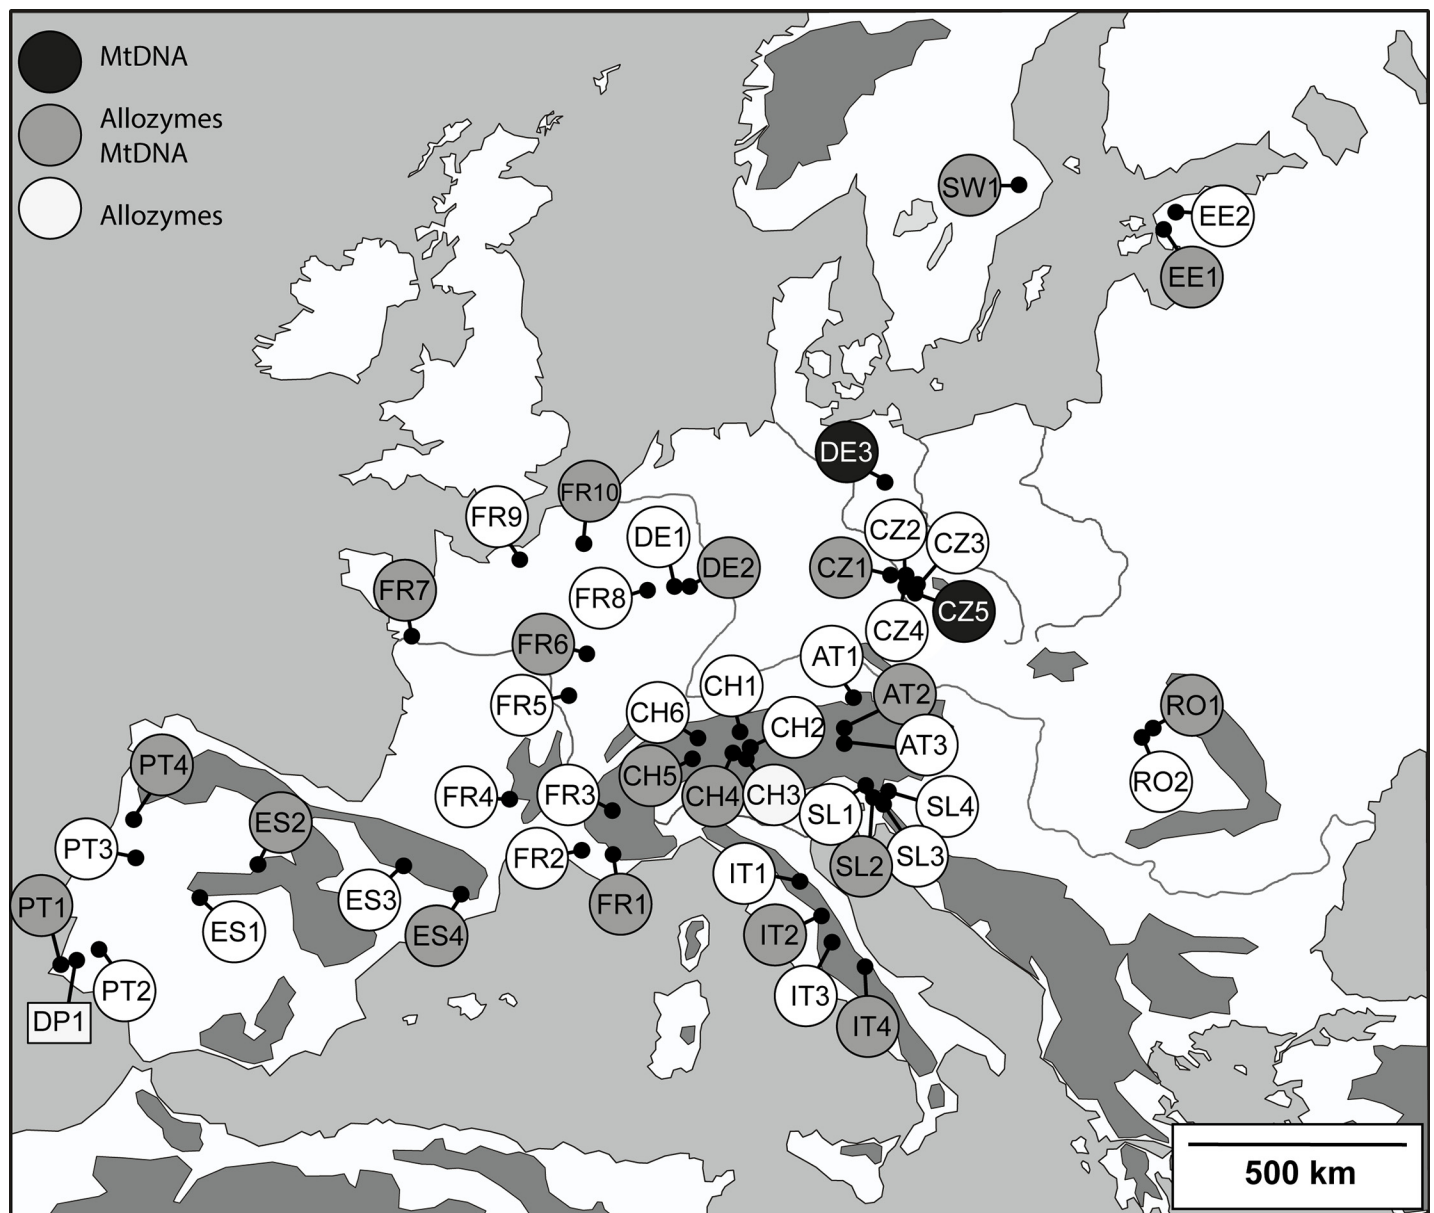 MtDNA
Allozymes
MtDNA
Allozymes
SW1
EE2
EE1
DE3
FR10
FR9
DE1
CZ2
CZ3
DE2
CZ1
FR7
FR8
CZ5
CZ4
FR6
AT1
CH1
AT2
FR5
CH6
RO1
CH2
AT3
PT4
CH5
RO2
FR4
FR3
CH4
CH3
SL1
SL4
ES2
PT3
FR2
SL3
SL2
IT1
PT1
ES3
FR1
ES1
ES4
IT2
PT2
IT3
DP1
IT4
500 km